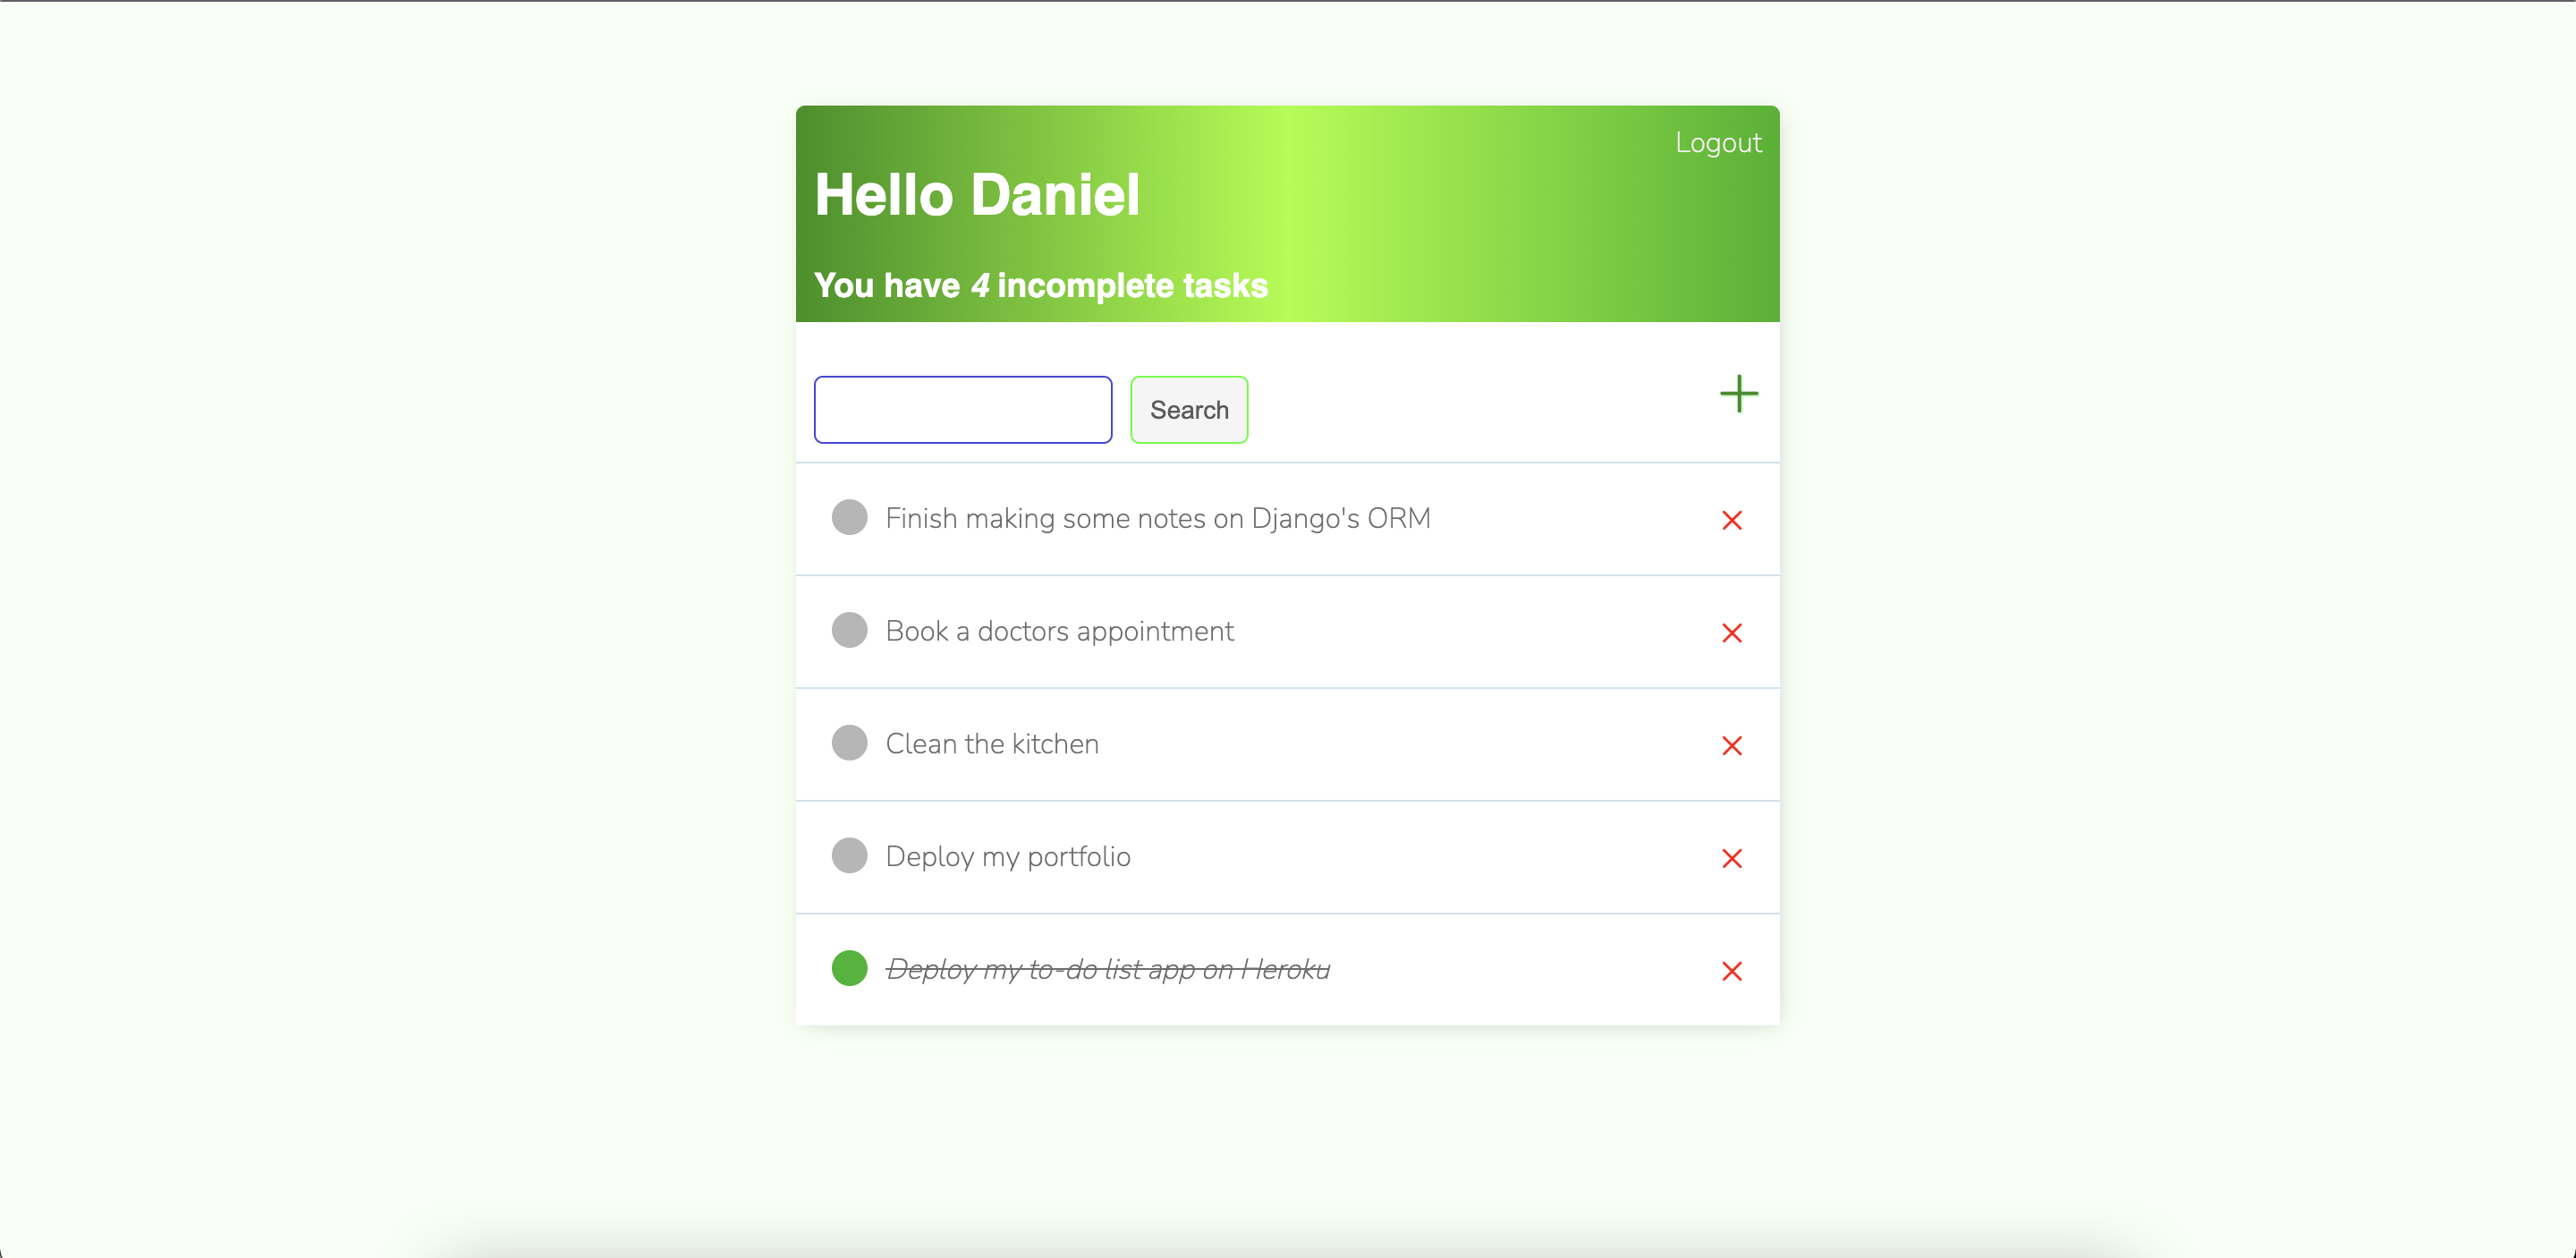 Logout
Hello Daniel
You have 4 incomplete tasks
Search
Finish making some notes on Django's ORM
Book a doctors appointment
Clean the kitchen
Deploy my portfolio
Deploy my to-do list app on Heroku